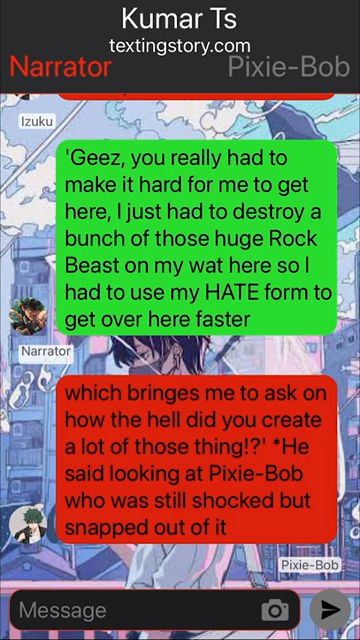 Kumar Ts
textingstory.com
Narrator
Pixie-Bob
Izuku
'Geez, you really had to
make it hard for me to get
here, I just had to destroy a
bunch of those huge Rock
Beast on my wat here so I
had to use my HATE form to
get over here faster
Narrator
which bringes me to ask on
how the hell did you create
a lot of those thing!?' *He
said looking at Pixie-Bob
who was still shocked but
snapped out of it
Pixie-Bob
Message